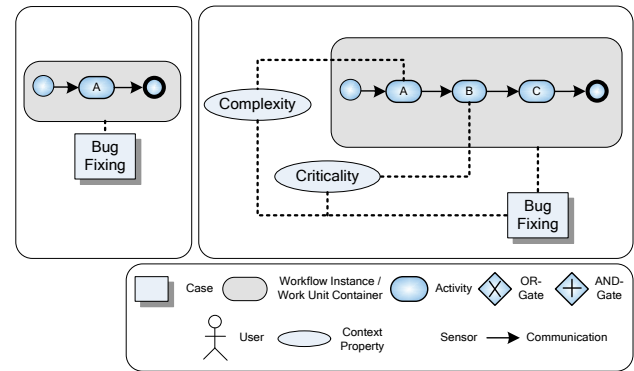 A
Bug
Fixing
A
B
C
Complexity
Criticality
Bug
Fixing
Case
Workflow Instance /
Work Unit Container
Activity
OR-
Gate
AND-
Gate
User
Context
Property
Sensor
Communication